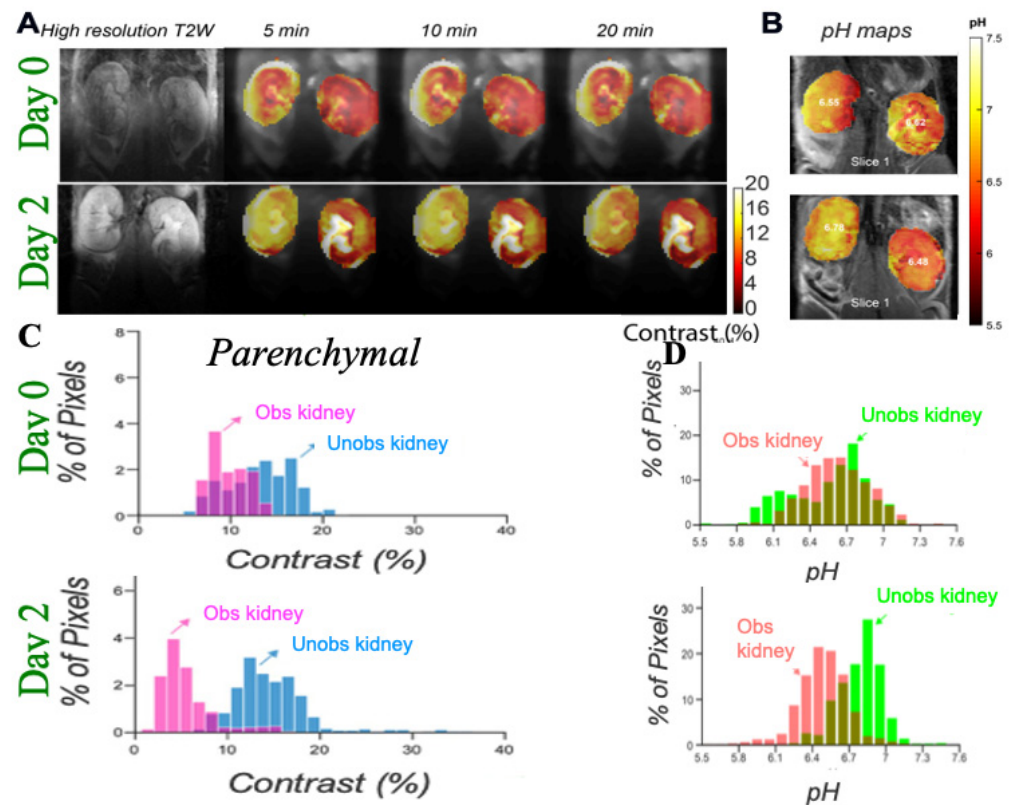 A
High resolution T2W
5 min
10 min
20 min
B
pH maps
pH
7.5
7
6.5
6
5.5
Day 0
6.55
6.62
Slice 1
Day 2
6.78
6.48
Slice 1
20
16
12
8
4
0
Contrast (%)
C
Parenchymal
Day 0
% of Pixels
8
6
4
2
0
Obs kidney
Unobs kidney
0
10
20
30
40
Contrast (%)
D
% of Pixels
30
20
10
0
Obs kidney
Unobs kidney
5.5
5.8
6.1
6.4
6.7
7
7.3
7.6
pH
Day 2
% of Pixels
6
4
2
0
Obs kidney
Unobs kidney
0
10
20
30
40
Contrast (%)
% of Pixels
30
20
10
0
Obs
kidney
Unobs kidney
5.5
5.8
6.1
6.4
6.7
7
7.3
7.6
pH